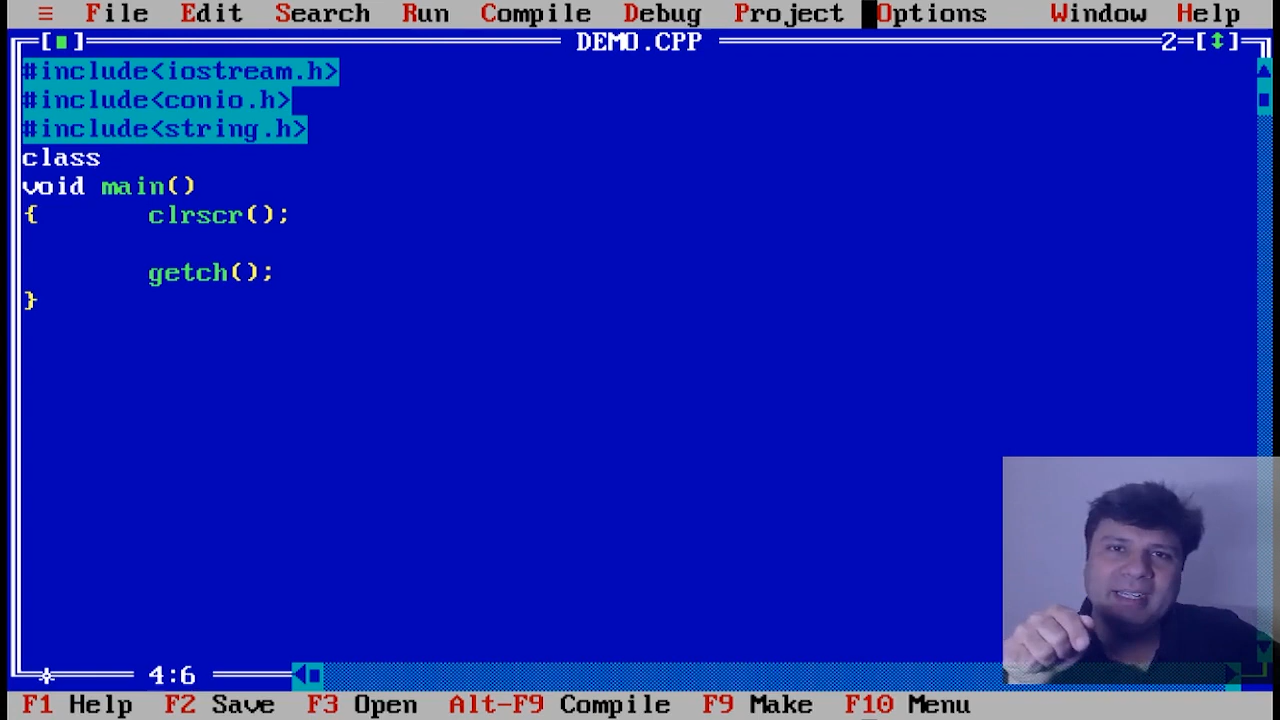 ≡ File Edit Search Run Compile Debug Project Options Window Help
[■] DEMO.CPP 2=[↕]
#include<iostream.h>
#include<conio.h>
#include<string.h>
class
void main()
{ clrscr();
getch();
}
4:6
F1 Help F2 Save F3 Open Alt-F9 Compile F9 Make F10 Menu